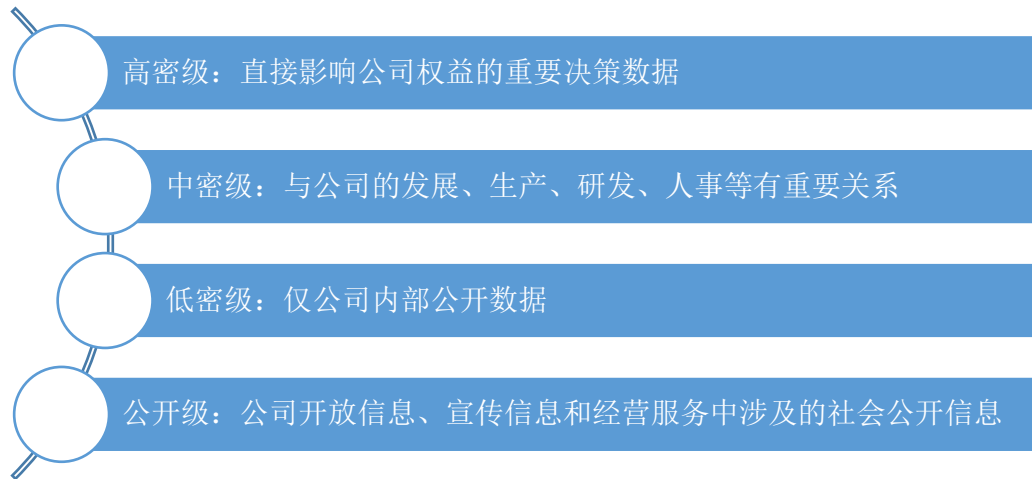 高密级：直接影响公司权益的重要决策数据
中密级：与公司的发展、生产、研发、人事等有重要关系
低密级：仅公司内部公开数据
公开级：公司开放信息、宣传信息和经营服务中涉及的社会公开信息